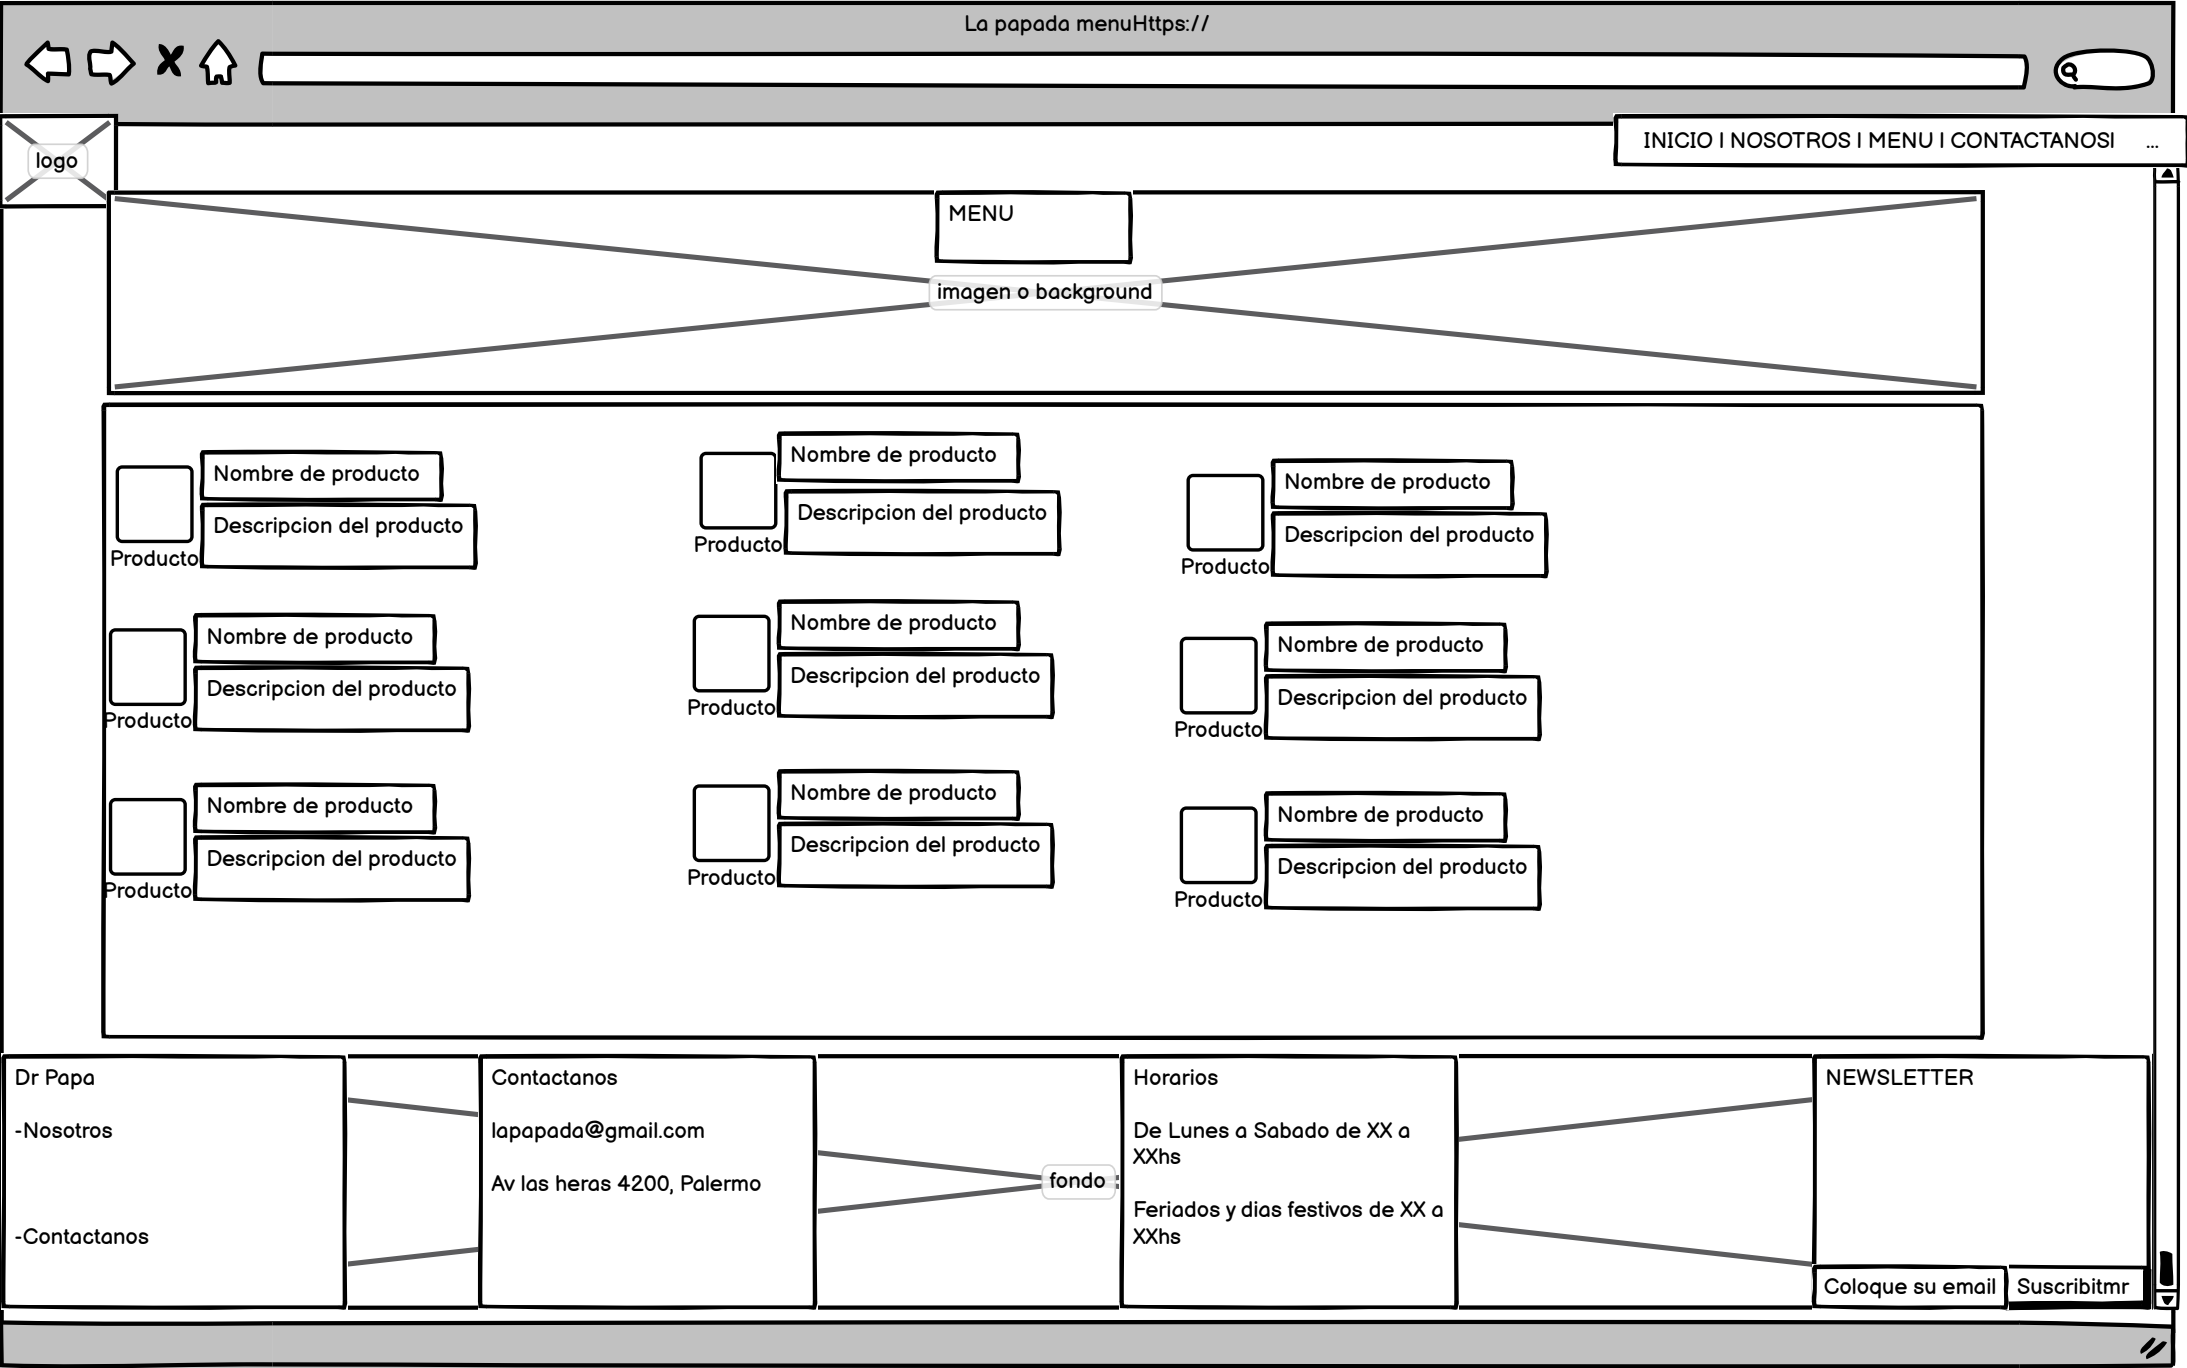 La papada menuHttps://
logo
INICIO | NOSOTROS | MENU | CONTACTANOS| ...
MENU
imagen o background
Nombre de producto
Descripcion del producto
Producto
Nombre de producto
Descripcion del producto
Producto
Nombre de producto
Descripcion del producto
Producto
Nombre de producto
Descripcion del producto
Producto
Nombre de producto
Descripcion del producto
Producto
Nombre de producto
Descripcion del producto
Producto
Nombre de producto
Descripcion del producto
Producto
Nombre de producto
Descripcion del producto
Producto
Nombre de producto
Descripcion del producto
Producto
Dr Papa
-Nosotros
-Contactanos
Contactanos
lapapada@gmail.com
Av las heras 4200, Palermo
fondo
Horarios
De Lunes a Sabado de XX a
XXhs
Feriados y dias festivos de XX a
XXhs
NEWSLETTER
Coloque su email
Suscribitmr